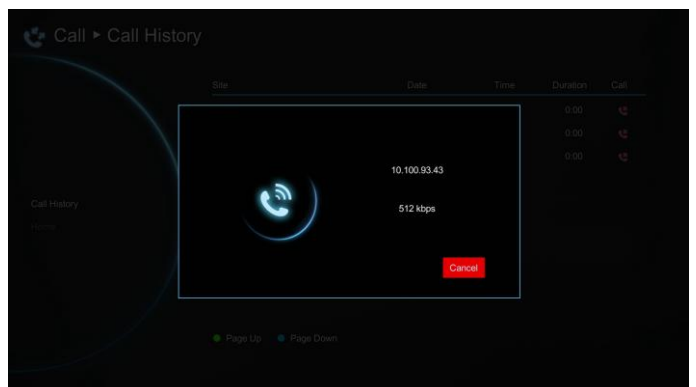 Call ▸ Call History
Site Date Time Duration Call
0:00
0:00
0:00
10.100.93.43
512 kbps
Cancel
Call History
Home
Page Up Page Down